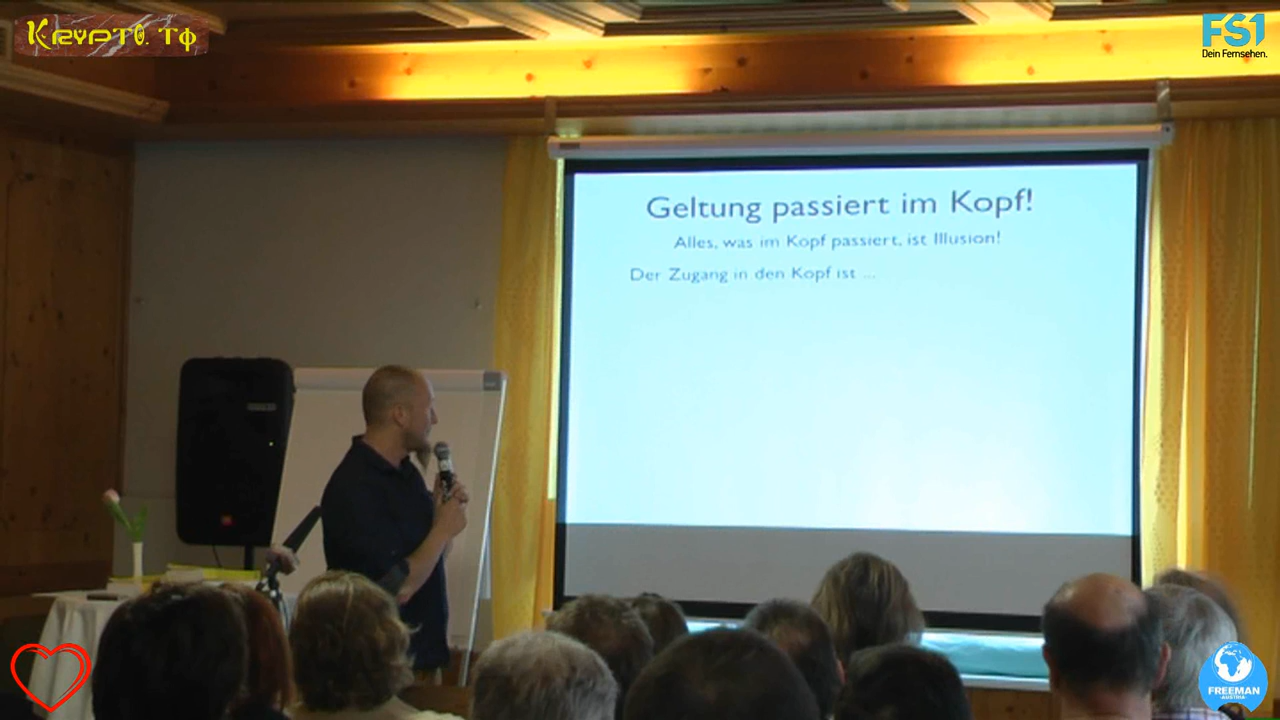 KRYPTO.TΦ
FS1
Dein Fernsehen.
Geltung passiert im Kopf!
Alles, was im Kopf passiert, ist Illusion!
Der Zugang in den Kopf ist ...
FREEMAN
AUSTRIA